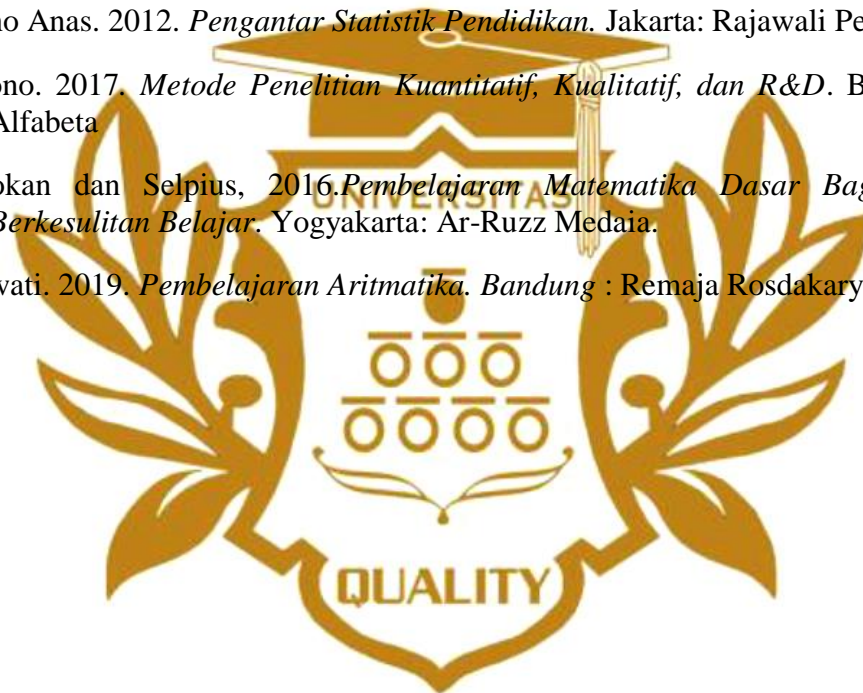 no Anas. 2012. Pengantar Statistik Pendidikan. Jakarta: Rajawali Pe
ono. 2017. Metode Penelitian Kuantitatif, Kualitatif, dan R&D. B
Alfabeta
okan dan Selpius, 2016.Pembelajaran Matematika Dasar Bag
Berkesulitan Belajar. Yogyakarta: Ar-Ruzz Medaia.
wati. 2019. Pembelajaran Aritmatika. Bandung : Remaja Rosdakary
UNIVERSITAS
QUALITY